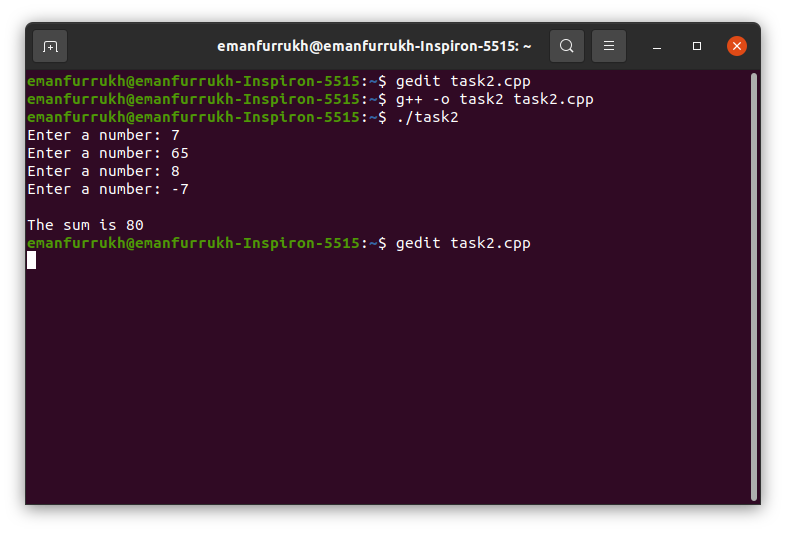 emanfurrukh@emanfurrukh-Inspiron-5515: ~
emanfurrukh@emanfurrukh-Inspiron-5515:~$ gedit task2.cpp
emanfurrukh@emanfurrukh-Inspiron-5515:~$ g++ -o task2 task2.cpp
emanfurrukh@emanfurrukh-Inspiron-5515:~$ ./task2
Enter a number: 7
Enter a number: 65
Enter a number: 8
Enter a number: -7
The sum is 80
emanfurrukh@emanfurrukh-Inspiron-5515:~$ gedit task2.cpp